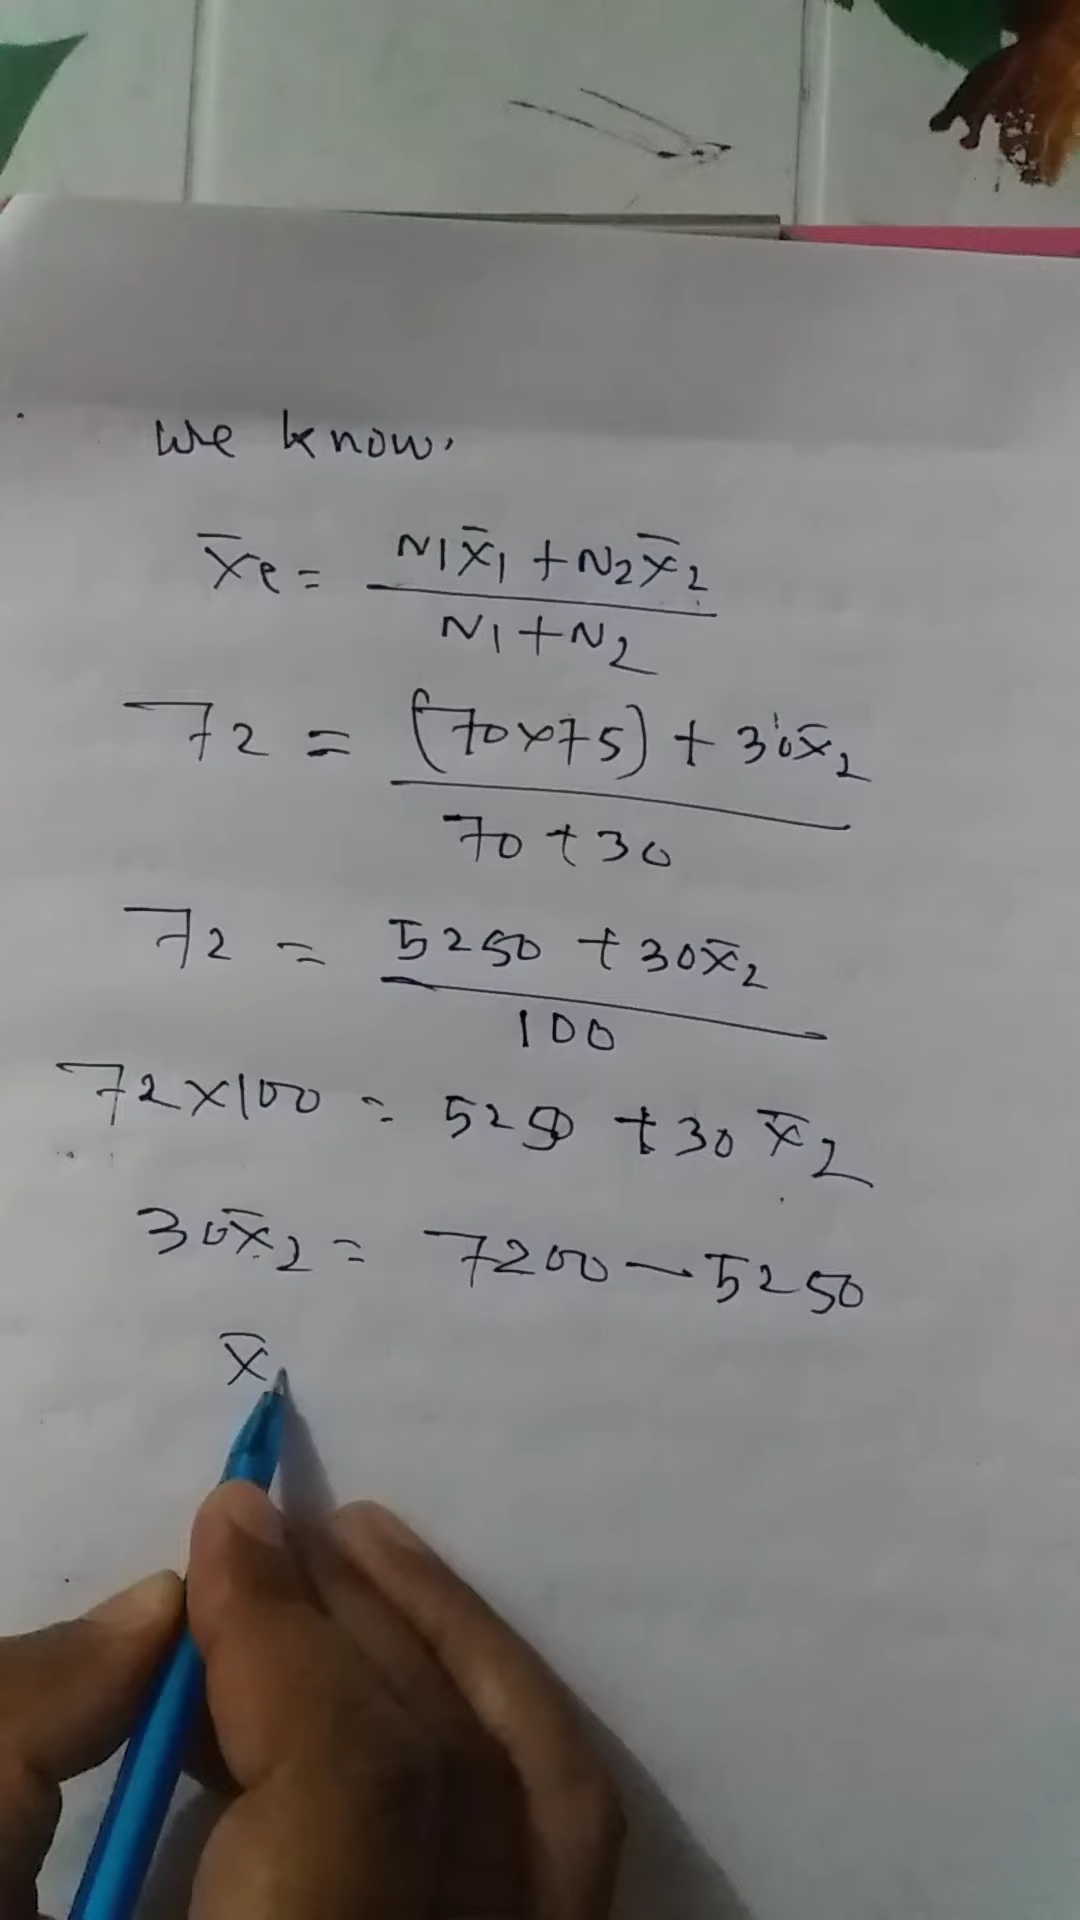 we know,
x̄c = N1x̄1 + N2x̄2 / N1 + N2
72 = (70×75) + 30x̄2 / 70 + 30
72 = 5250 + 30x̄2 / 100
72×100 = 5250 + 30x̄2
30x̄2 = 7200 - 5250
x̄